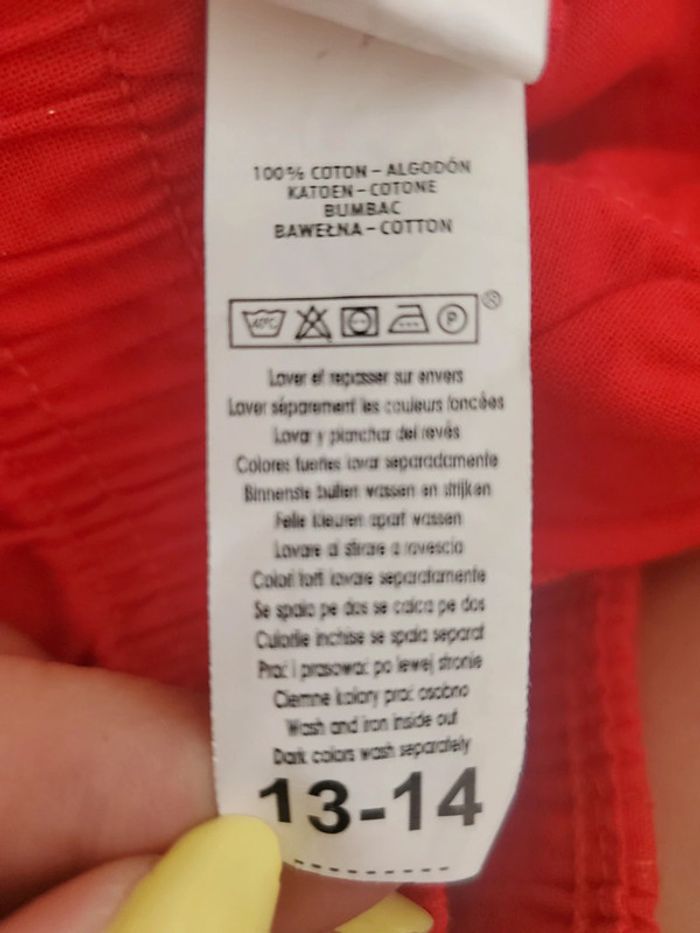 100% COTON – ALGODÓN
KATOEN – COTONE
BUMBAC
BAWEŁNA – COTTON
40°C P ®
Laver et repasser sur envers
Laver séparement les couleurs foncées
Lavar y planchar del revés
Colores fuertes lavar separadamente
Binnenste buiten wassen en strijken
Felle kleuren apart wassen
Lavare a stirare a rovescio
Colori forti lavare separatamente
Se spala pe dos se calca pe dos
Culorile inchise se spala separat
Prać i prasować po lewej stronie
Ciemne kolory prać osobno
Wash and iron inside out
Dark colors wash separately
13-14